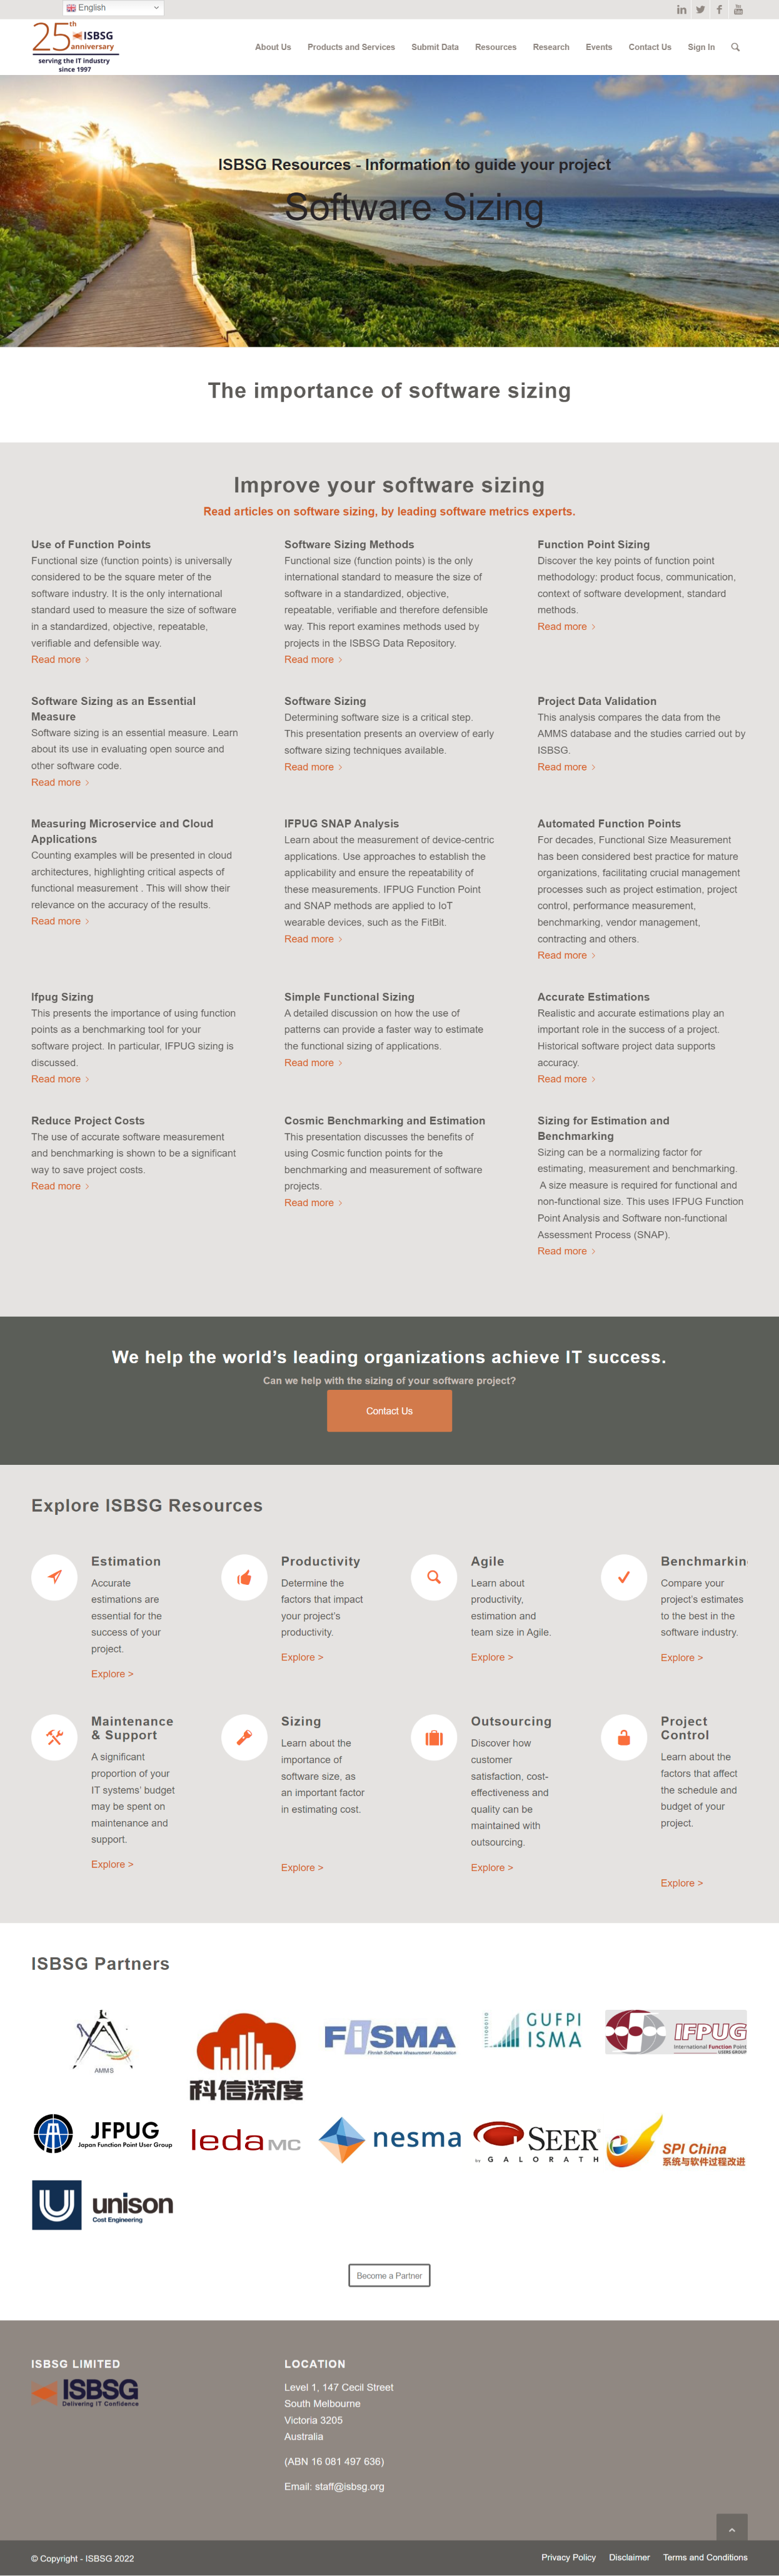 English
25th
ISBSG
anniversary
serving the IT industry
since 1997
About Us Products and Services Submit Data Resources Research Events Contact Us Sign In
ISBSG Resources - Information to guide your project
Software Sizing
The importance of software sizing
Improve your software sizing
Read articles on software sizing, by leading software metrics experts.
Use of Function Points
Functional size (function points) is universally
considered to be the square meter of the
software industry. It is the only international
standard used to measure the size of software
in a standardized, objective, repeatable,
verifiable and defensible way.
Read more
Software Sizing Methods
Functional size (function points) is the only
international standard to measure the size of
software in a standardized, objective,
repeatable, verifiable and therefore defensible
way. This report examines methods used by
projects in the ISBSG Data Repository.
Read more
Function Point Sizing
Discover the key points of function point
methodology: product focus, communication,
context of software development, standard
methods.
Read more
Software Sizing as an Essential
Measure
Software sizing is an essential measure. Learn
about its use in evaluating open source and
other software code.
Read more
Software Sizing
Determining software size is a critical step.
This presentation presents an overview of early
software sizing techniques available.
Read more
Project Data Validation
This analysis compares the data from the
AMMS database and the studies carried out by
ISBSG.
Read more
Measuring Microservice and Cloud
Applications
Counting examples will be presented in cloud
architectures, highlighting critical aspects of
functional measurement . This will show their
relevance on the accuracy of the results.
Read more
IFPUG SNAP Analysis
Learn about the measurement of device-centric
applications. Use approaches to establish the
applicability and ensure the repeatability of
these measurements. IFPUG Function Point
and SNAP methods are applied to IoT
wearable devices, such as the FitBit.
Read more
Automated Function Points
For decades, Functional Size Measurement
has been considered best practice for mature
organizations, facilitating crucial management
processes such as project estimation, project
control, performance measurement,
benchmarking, vendor management,
contracting and others.
Read more
Ifpug Sizing
This presents the importance of using function
points as a benchmarking tool for your
software project. In particular, IFPUG sizing is
discussed.
Read more
Simple Functional Sizing
A detailed discussion on how the use of
patterns can provide a faster way to estimate
the functional sizing of applications.
Read more
Accurate Estimations
Realistic and accurate estimations play an
important role in the success of a project.
Historical software project data supports
accuracy.
Read more
Reduce Project Costs
The use of accurate software measurement
and benchmarking is shown to be a significant
way to save project costs.
Read more
Cosmic Benchmarking and Estimation
This presentation discusses the benefits of
using Cosmic function points for the
benchmarking and measurement of software
projects.
Read more
Sizing for Estimation and
Benchmarking
Sizing can be a normalizing factor for
estimating, measurement and benchmarking.
A size measure is required for functional and
non-functional size. This uses IFPUG Function
Point Analysis and Software non-functional
Assessment Process (SNAP).
Read more
We help the world's leading organizations achieve IT success.
Can we help with the sizing of your software project?
Contact Us
Explore ISBSG Resources
Estimation
Accurate
estimations are
essential for the
success of your
project.
Explore >
Productivity
Determine the
factors that impact
your project's
productivity.
Explore >
Agile
Learn about
productivity,
estimation and
team size in Agile.
Explore >
Benchmarkin
Compare your
project's estimates
to the best in the
software industry.
Explore >
Maintenance
& Support
A significant
proportion of your
IT systems' budget
may be spent on
maintenance and
support.
Explore >
Sizing
Learn about the
importance of
software size, as
an important factor
in estimating cost.
Explore >
Outsourcing
Discover how
customer
satisfaction, cost-
effectiveness and
quality can be
maintained with
outsourcing.
Explore >
Project
Control
Learn about the
factors that affect
the schedule and
budget of your
project.
Explore >
ISBSG Partners
AMMS
科信深度
FiSMA
Finnish Software Measurement Association
GUFPI
ISMA
IFPUG
International Function Point
USERS GROUP
JFPUG
Japan Function Point User Group
leda MC
nesma
SEER
by GALORATH
SPI China
系统与软件过程改进
U
unison
Cost Engineering
Become a Partner
ISBSG LIMITED
ISBSG
Delivering IT Confidence
LOCATION
Level 1, 147 Cecil Street
South Melbourne
Victoria 3205
Australia
(ABN 16 081 497 636)
Email: staff@isbsg.org
© Copyright - ISBSG 2022
Privacy Policy Disclaimer Terms and Conditions